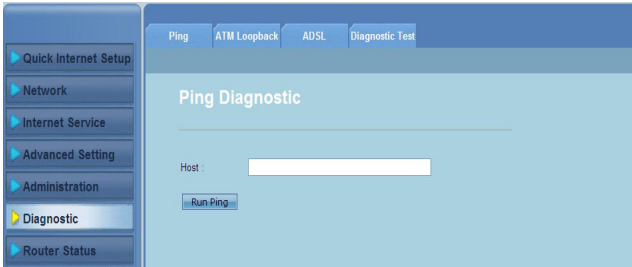 Ping ATM Loopback ADSL Diagnostic Test
Quick Internet Setup
Network
Internet Service
Advanced Setting
Administration
Diagnostic
Router Status
Ping Diagnostic
Host :
Run Ping